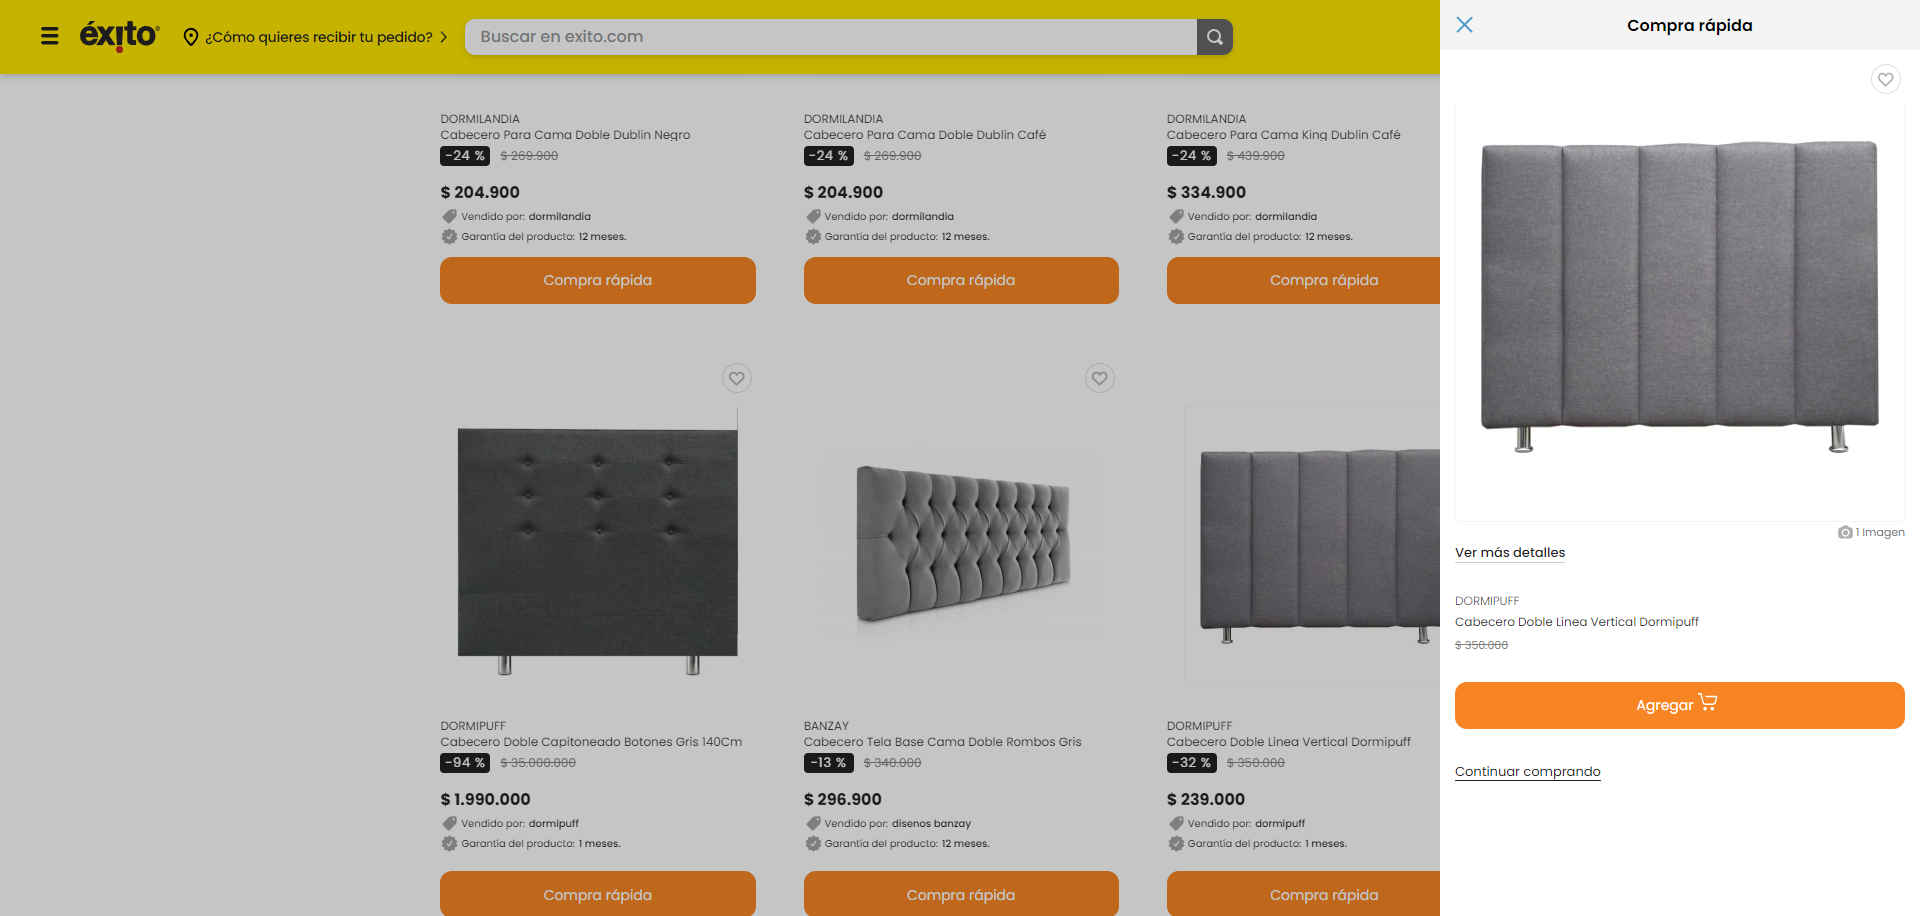 éxito
¿Cómo quieres recibir tu pedido?
Buscar en exito.com
DORMILANDIA
Cabecero Para Cama Doble Dublin Negro
-24 % $ 269.900
$ 204.900
Vendido por: dormilandia
Garantía del producto: 12 meses.
Compra rápida
DORMILANDIA
Cabecero Para Cama Doble Dublin Café
-24 % $ 269.900
$ 204.900
Vendido por: dormilandia
Garantía del producto: 12 meses.
Compra rápida
DORMILANDIA
Cabecero Para Cama King Dublin Café
-24 % $ 439.900
$ 334.900
Vendido por: dormilandia
Garantía del producto: 12 meses.
Compra rápida
DORMIPUFF
Cabecero Doble Capitoneado Botones Gris 140Cm
-94 % $ 35.000.000
$ 1.990.000
Vendido por: dormipuff
Garantía del producto: 1 meses.
Compra rápida
BANZAY
Cabecero Tela Base Cama Doble Rombos Gris
-13 % $ 340.000
$ 296.900
Vendido por: disenos banzay
Garantía del producto: 12 meses.
Compra rápida
DORMIPUFF
Cabecero Doble Linea Vertical Dormipuff
-32 % $ 350.000
$ 239.000
Vendido por: dormipuff
Garantía del producto: 1 meses.
Compra rápida
Compra rápida
1 Imagen
Ver más detalles
DORMIPUFF
Cabecero Doble Linea Vertical Dormipuff
$ 350.000
Agregar
Continuar comprando